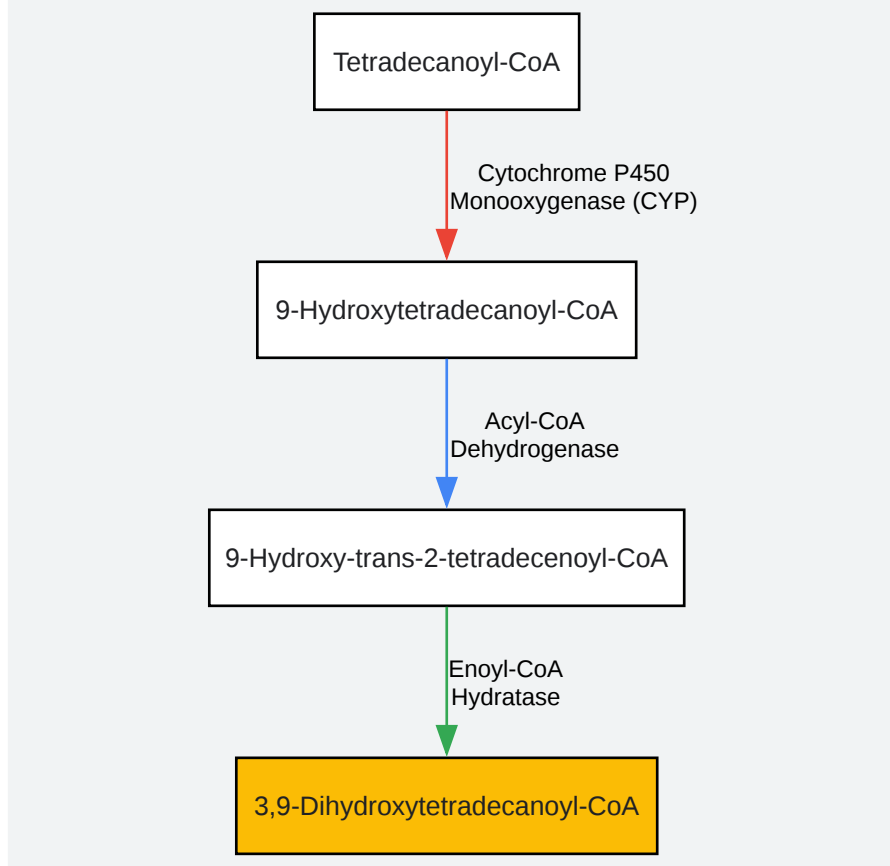 Tetradecanoyl-CoA
Cytochrome P450
Monooxygenase (CYP)
9-Hydroxytetradecanoyl-CoA
Acyl-CoA
Dehydrogenase
9-Hydroxy-trans-2-tetradecenoyl-CoA
Enoyl-CoA
Hydratase
3,9-Dihydroxytetradecanoyl-CoA